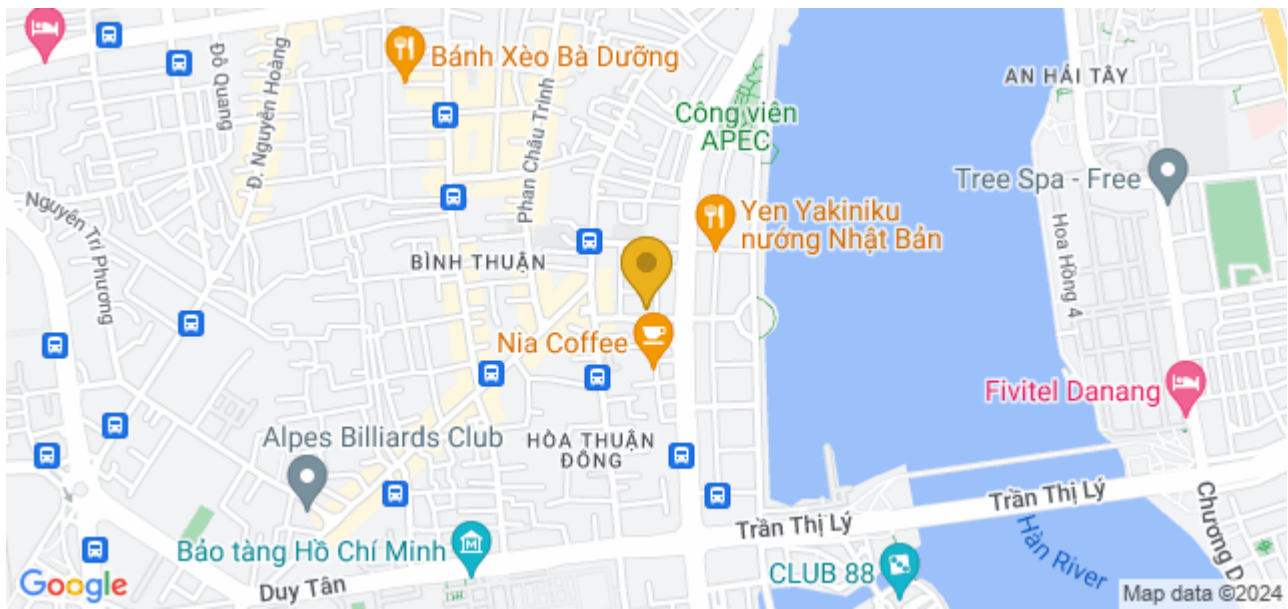 Đỗ Quang
Đ. Nguyễn Hoàng
Bánh Xèo Bà Dưỡng
Phan Châu Trinh
Công viên
APEC
AN HẢI TÂY
Tree Spa - Free
Nguyễn Tri Phương
Yen Yakiniku
nướng Nhật Bản
Hoa Hồng 4
BÌNH THUẬN
Nia Coffee
Fivitel Danang
Alpes Billiards Club
HÒA THUẬN
ĐÔNG
Trần Thị Lý
Trần Thị Lý
Hàn River
Chương D
Bảo tàng Hồ Chí Minh
CLUB 88
Duy Tân
Google
Map data ©2024